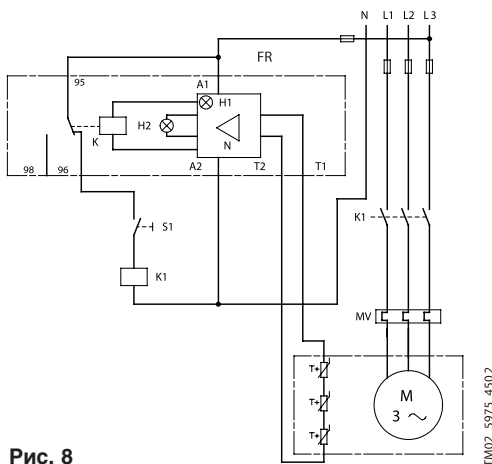 N L1 L2 L3
FR
95
A1
H1
K
H2
N
98 96
A2 T2 T1
S1
K1
K1
MV
T+
T+
T+
M
3 ~
TM02 5975 4502
Рис. 8